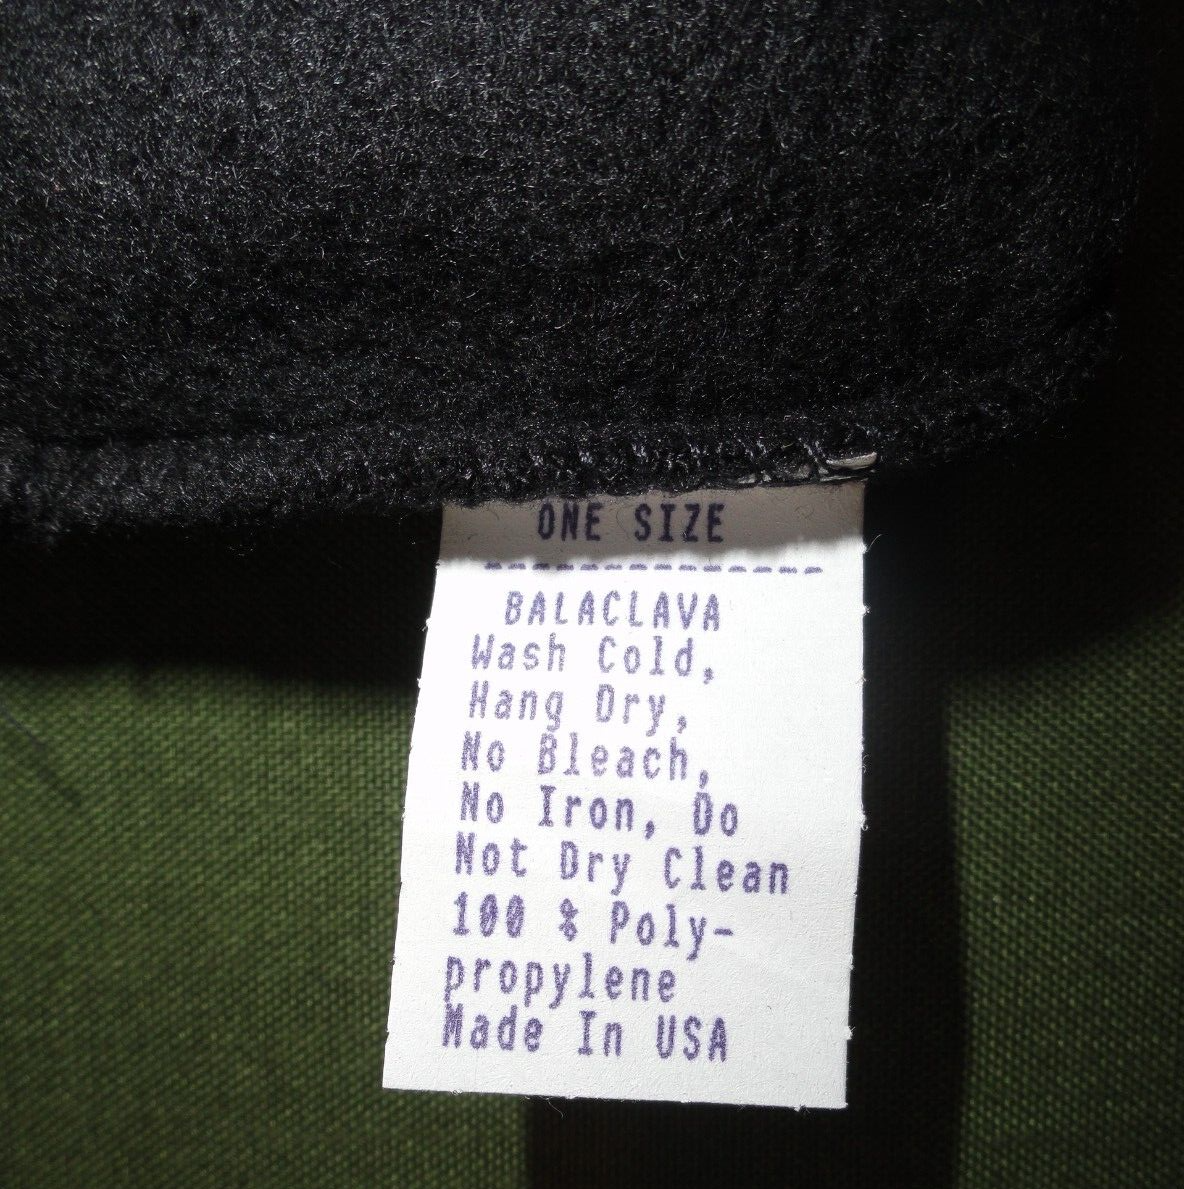 ONE SIZE
---------------
BALACLAVA
Wash Cold,
Hang Dry,
No Bleach,
No Iron, Do
Not Dry Clean
100 % Poly-
propylene
Made In USA